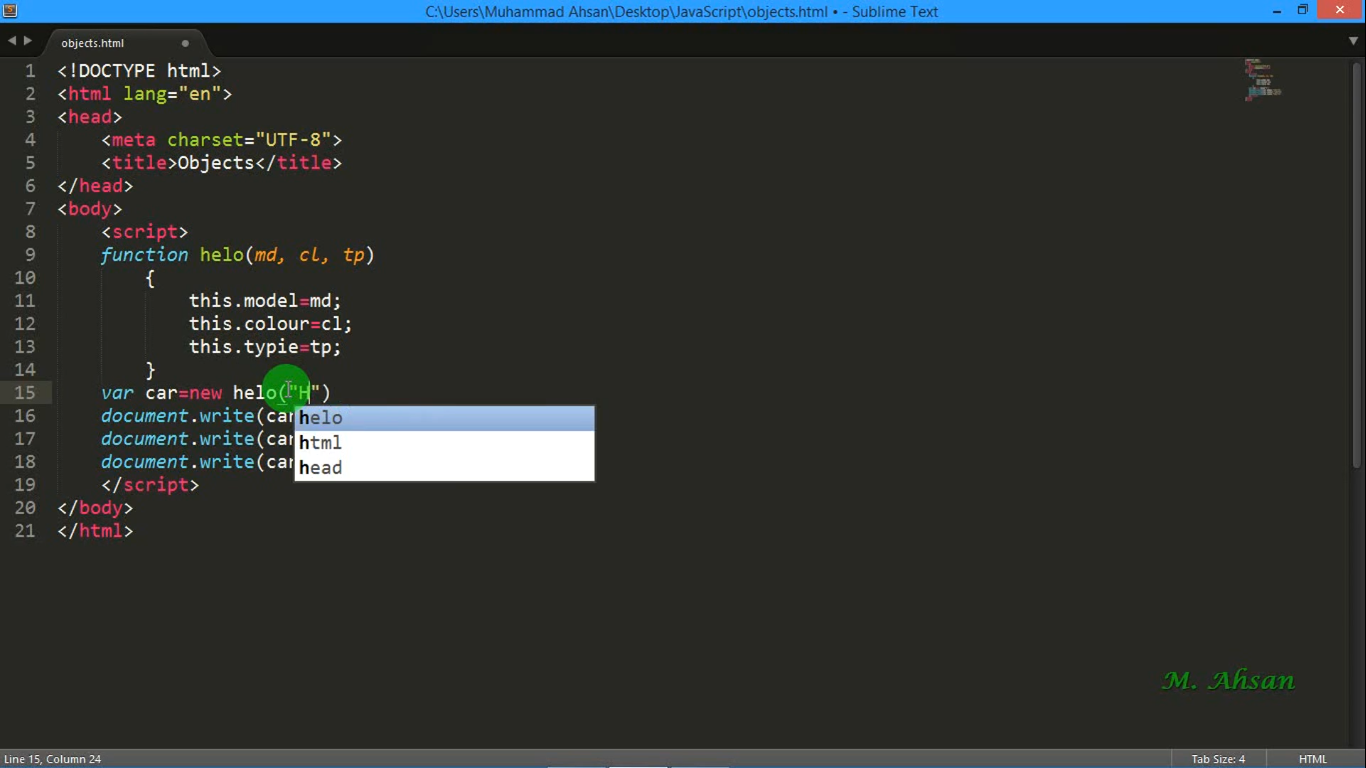 C:\Users\Muhammad Ahsan\Desktop\JavaScript\objects.html • - Sublime Text
objects.html
1 <!DOCTYPE html>
2 <html lang="en">
3 <head>
4 <meta charset="UTF-8">
5 <title>Objects</title>
6 </head>
7 <body>
8 <script>
9 function helo(md, cl, tp)
10 {
11 this.model=md;
12 this.colour=cl;
13 this.typie=tp;
14 }
15 var car=new helo("H")
16 document.write(car
helo
17 document.write(car
html
18 document.write(car
head
19 </script>
20 </body>
21 </html>
M. Ahsan
Line 15, Column 24
Tab Size: 4
HTML